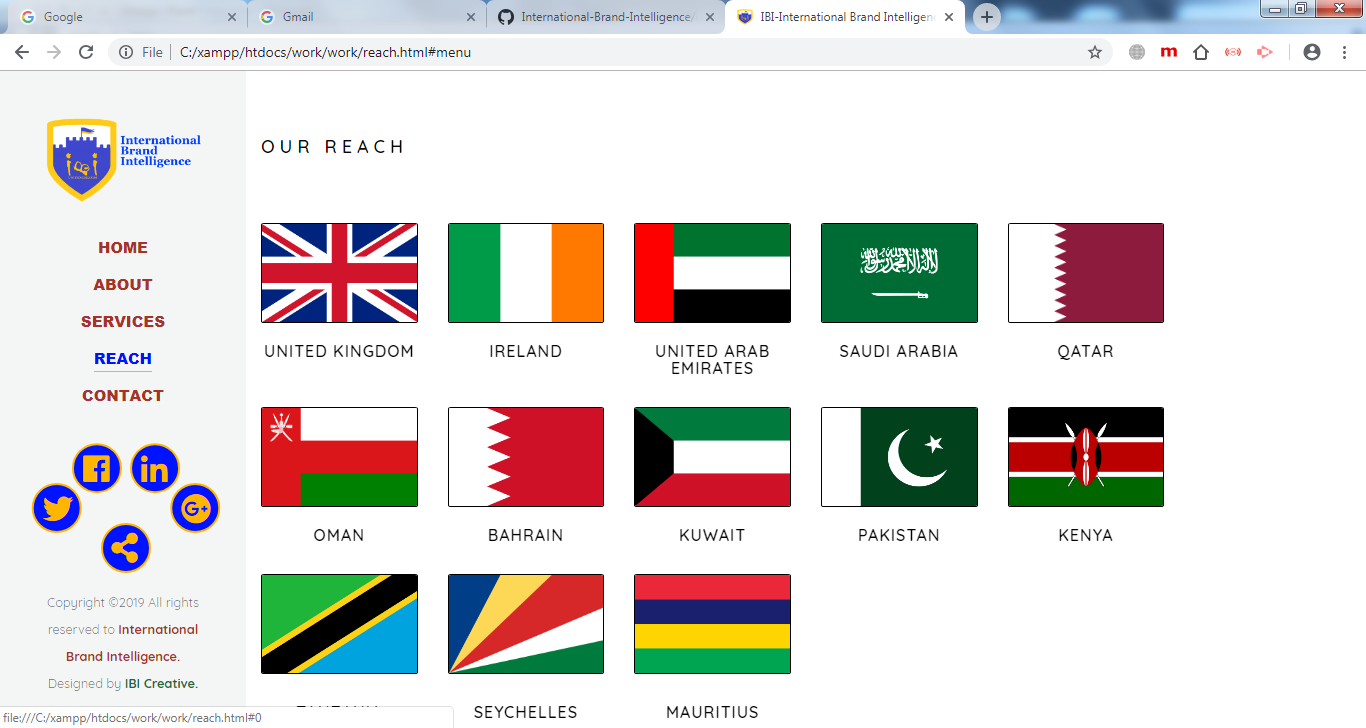 Google
Gmail
International-Brand-Intelligence/
IBI-International Brand Intelligenc
File
C:/xampp/htdocs/work/work/reach.html#menu
International
Brand
Intelligence
HOME
ABOUT
SERVICES
REACH
CONTACT
Copyright ©2019 All rights
reserved to International
Brand Intelligence.
Designed by IBI Creative.
OUR REACH
UNITED KINGDOM
IRELAND
UNITED ARAB
EMIRATES
SAUDI ARABIA
QATAR
OMAN
BAHRAIN
KUWAIT
PAKISTAN
KENYA
SEYCHELLES
MAURITIUS
file:///C:/xampp/htdocs/work/work/reach.html#0